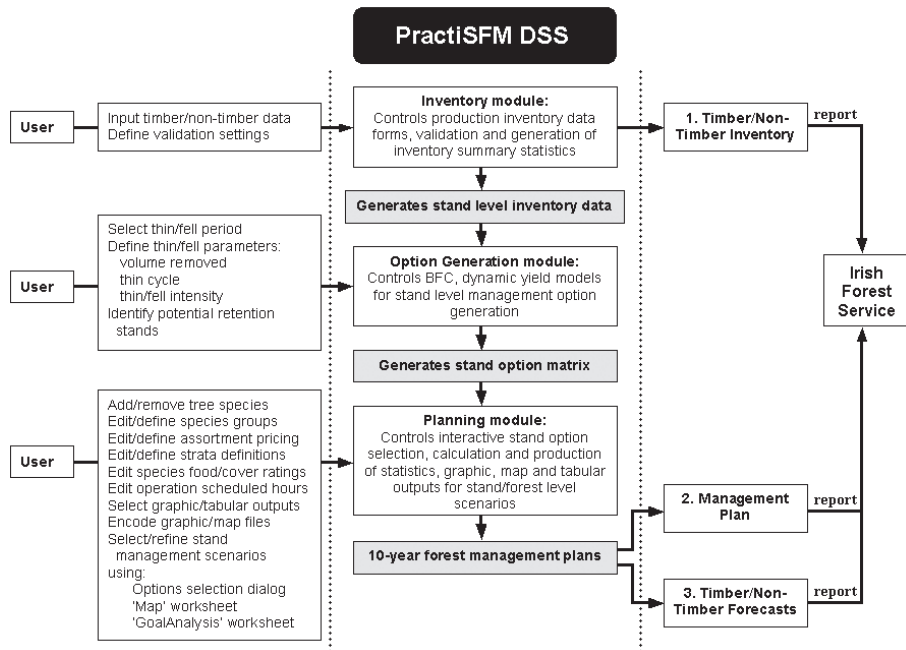 PractiSFM DSS
User
Input timber/non-timber data
Define validation settings
Inventory module:
Controls production inventory data
forms, validation and generation of
inventory summary statistics
1. Timber/Non-
Timber Inventory
report
Generates stand level inventory data
User
Select thin/fell period
Define thin/fell parameters:
volume removed
thin cycle
thin/fell intensity
Identify potential retention
stands
Option Generation module:
Controls BFC, dynamic yield models
for stand level management option
generation
Irish
Forest
Service
Generates stand option matrix
User
Add/remove tree species
Edit/define species groups
Edit/define assortment pricing
Edit/define strata definitions
Edit species food/cover ratings
Edit operation scheduled hours
Select graphic/tabular outputs
Encode graphic/map files
Select/refine stand
management scenarios
using:
Options selection dialog
'Map' worksheet
'GoalAnalysis' worksheet
Planning module:
Controls interactive stand option
selection, calculation and production
of statistics, graphic, map and tabular
outputs for stand/forest level
scenarios
10-year forest management plans
2. Management
Plan
report
3. Timber/Non-
Timber Forecasts
report